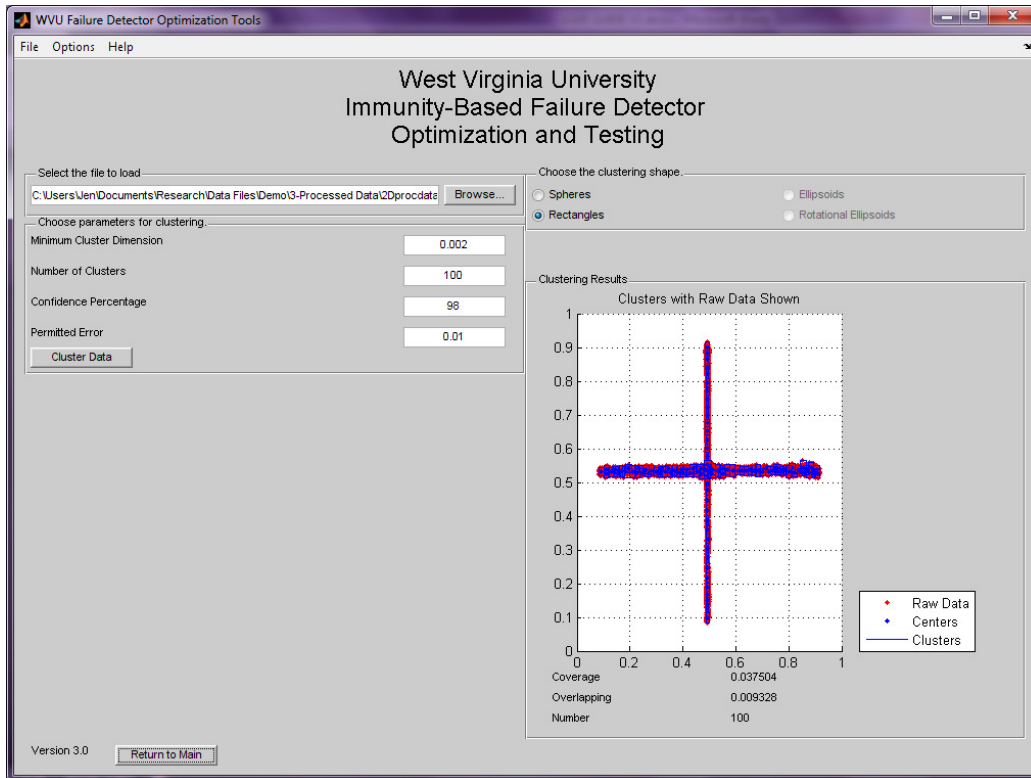 WVU Failure Detector Optimization Tools
File Options Help
West Virginia University
Immunity-Based Failure Detector
Optimization and Testing
Select the file to load
C:\Users\Jen\Documents\Research\Data Files\Demo\3-Processed Data\2Dprocdata
Browse...
Choose parameters for clustering.
Minimum Cluster Dimension 0.002
Number of Clusters 100
Confidence Percentage 98
Permitted Error 0.01
Cluster Data
Choose the clustering shape.
Spheres Ellipsoids
Rectangles Rotational Ellipsoids
Clustering Results
Clusters with Raw Data Shown
1
0.9
0.8
0.7
0.6
0.5
0.4
0.3
0.2
0.1
0
0 0.2 0.4 0.6 0.8 1
Raw Data
Centers
Clusters
Coverage 0.037504
Overlapping 0.009328
Number 100
Version 3.0
Return to Main